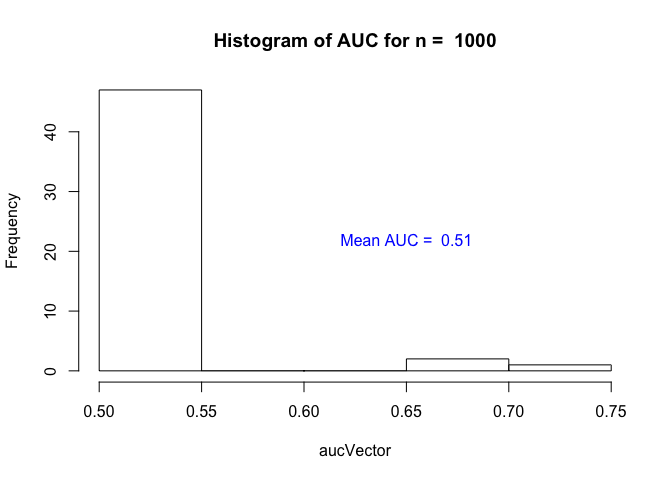 Histogram of AUC for n =  1000
Frequency
40
30
20
10
0
Mean AUC =  0.51
0.50 0.55 0.60 0.65 0.70 0.75
aucVector